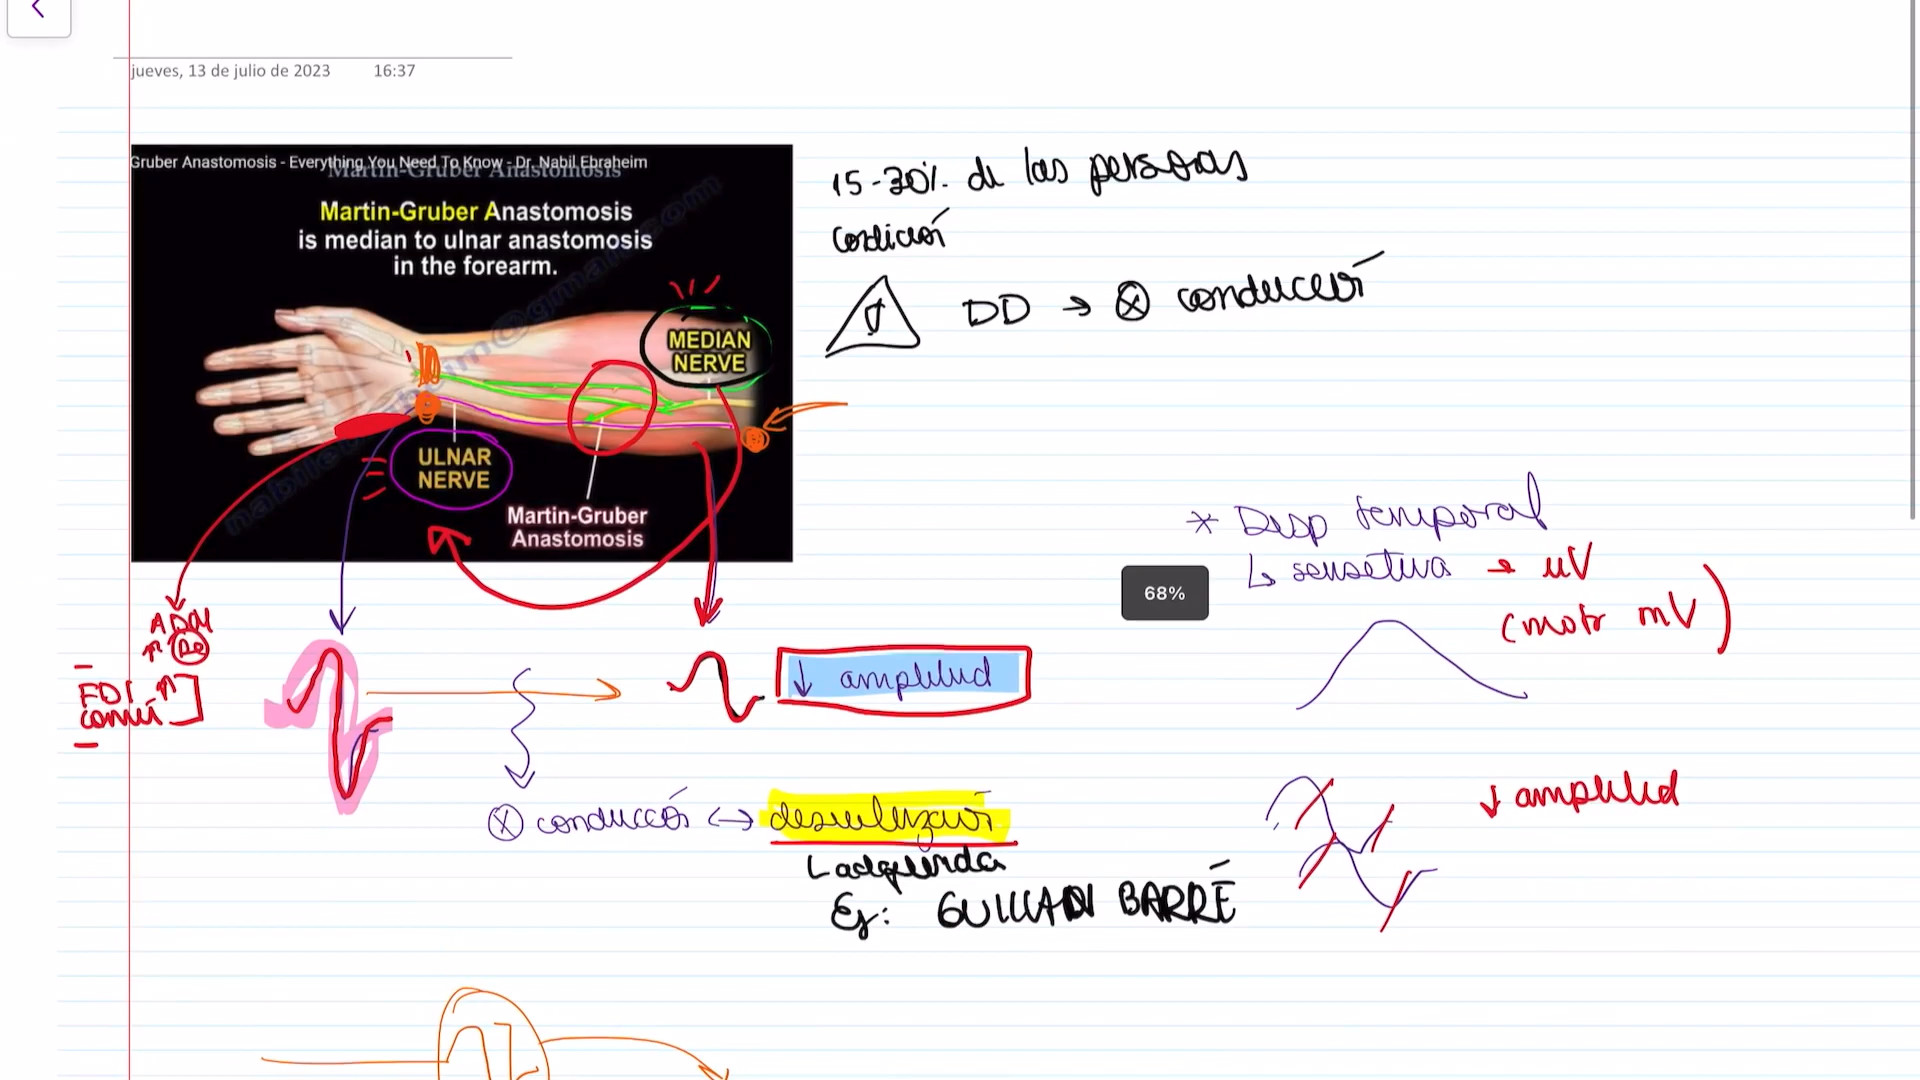 jueves, 13 de julio de 2023 16:37
Gruber Anastomosis - Everything You Need To Know - Dr. Nabil Ebraheim
Martin-Gruber Anastomosis
Martin-Gruber Anastomosis
is median to ulnar anastomosis
in the forearm.
MEDIAN
NERVE
ULNAR
NERVE
Martin-Gruber
Anastomosis
15-30%. de las personas
condición
DD → conducción
* Disp temporal
↳ sensitiva → uV
(motr mV)
68%
ADM
FDI
común
↓ amplitud
conducción ↔ desmielinización
↳ adquirida
Ej: GUILLAIN BARRÉ
↓ amplitud